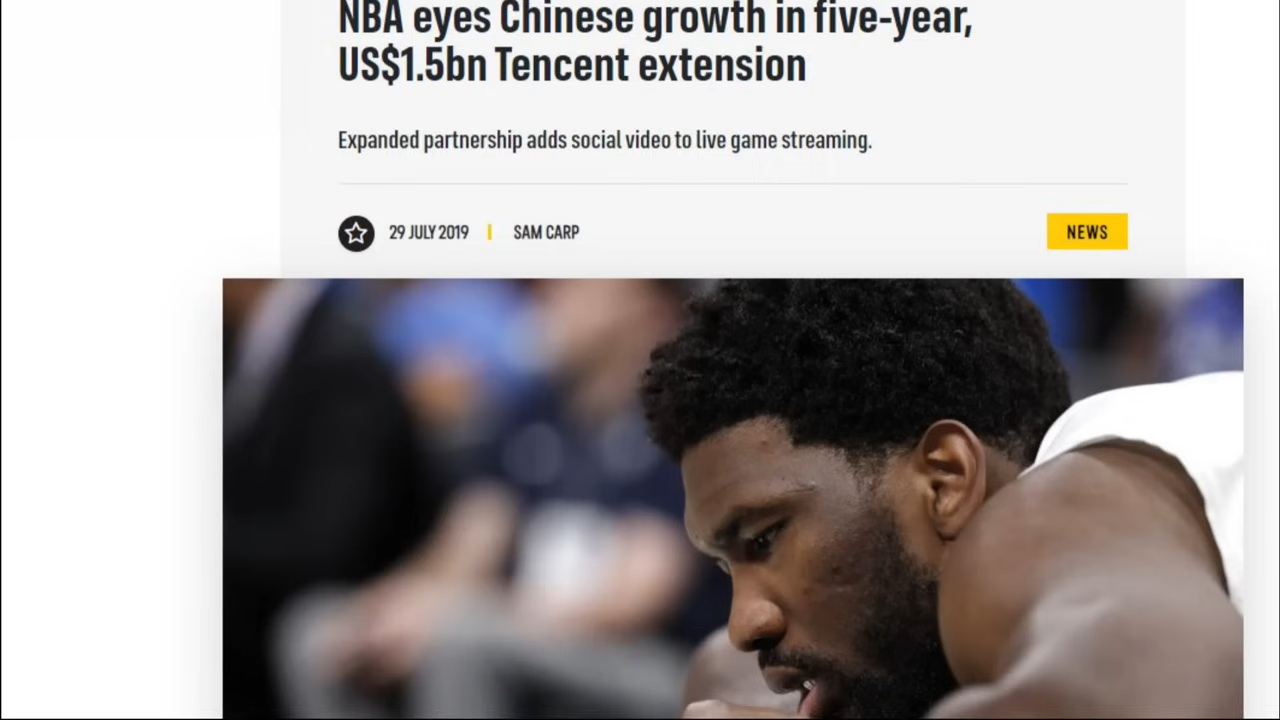 NBA eyes Chinese growth in five-year,
US$1.5bn Tencent extension
Expanded partnership adds social video to live game streaming.
29 JULY 2019 | SAM CARP
NEWS